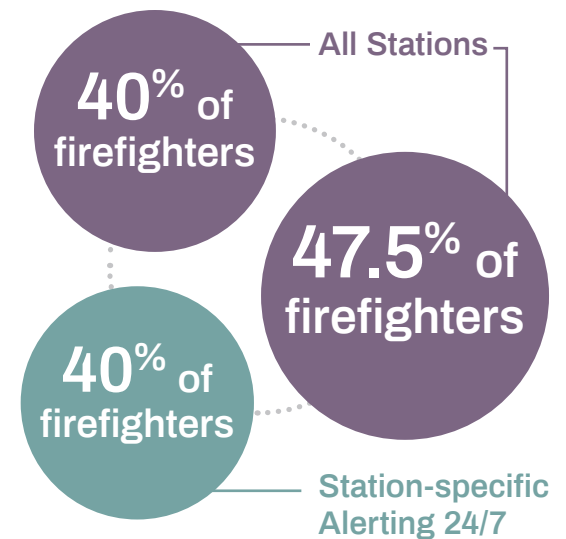 All Stations
40% of
firefighters
47.5% of
firefighters
40% of
firefighters
Station-specific
Alerting 24/7